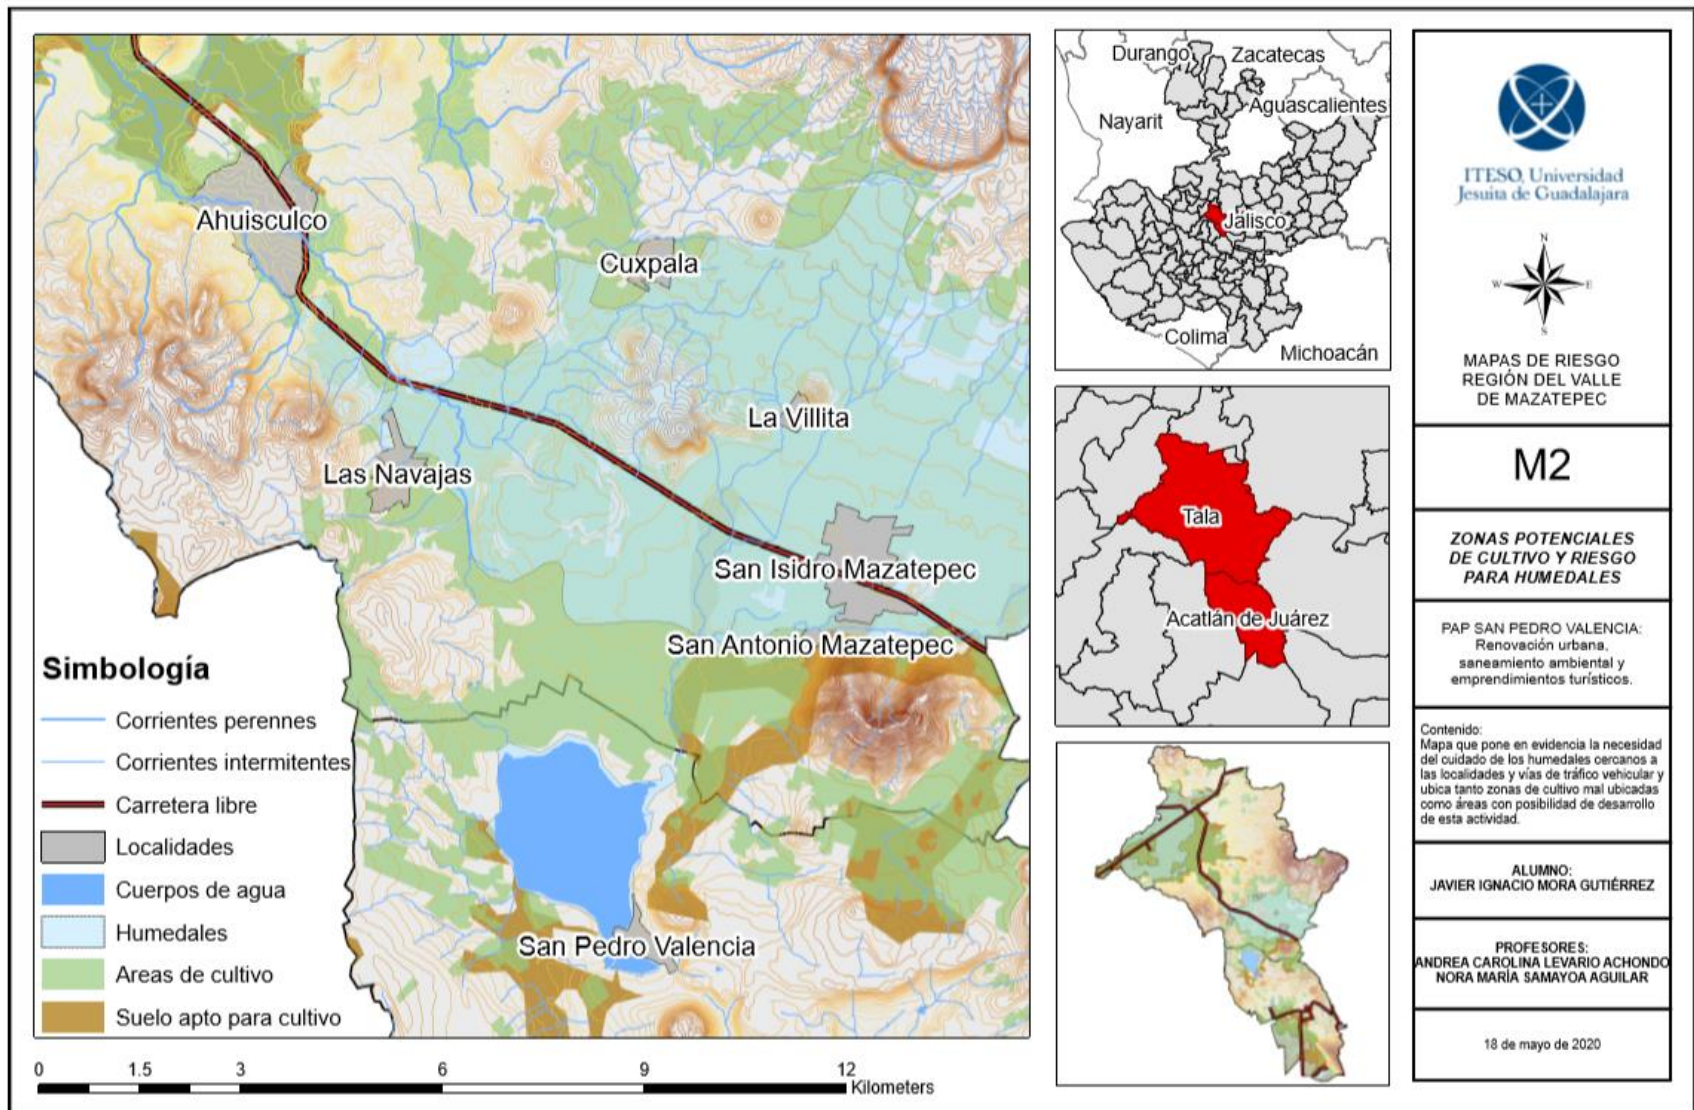 Ahuisculco
Cuxpala
La Villita
Las Navajas
San Isidro Mazatepec
San Antonio Mazatepec
San Pedro Valencia
Simbología
Corrientes perennes
Corrientes intermitentes
Carretera libre
Localidades
Cuerpos de agua
Humedales
Areas de cultivo
Suelo apto para cultivo
0 1.5 3 6 9 12
Kilometers
Durango
Zacatecas
Aguascalientes
Nayarit
Jalisco
Colima
Michoacán
Tala
Acatlán de Juárez
ITESO, Universidad
Jesuita de Guadalajara
N
W E
S
MAPAS DE RIESGO
REGIÓN DEL VALLE
DE MAZATEPEC
M2
ZONAS POTENCIALES
DE CULTIVO Y RIESGO
PARA HUMEDALES
PAP SAN PEDRO VALENCIA:
Renovación urbana,
saneamiento ambiental y
emprendimientos turísticos.
Contenido:
Mapa que pone en evidencia la necesidad
del cuidado de los humedales cercanos a
las localidades y vías de tráfico vehicular y
ubica tanto zonas de cultivo mal ubicadas
como áreas con posibilidad de desarrollo
de esta actividad.
ALUMNO:
JAVIER IGNACIO MORA GUTIÉRREZ
PROFESORES:
ANDREA CAROLINA LEVARIO ACHONDO
NORA MARÍA SAMAYOA AGUILAR
18 de mayo de 2020